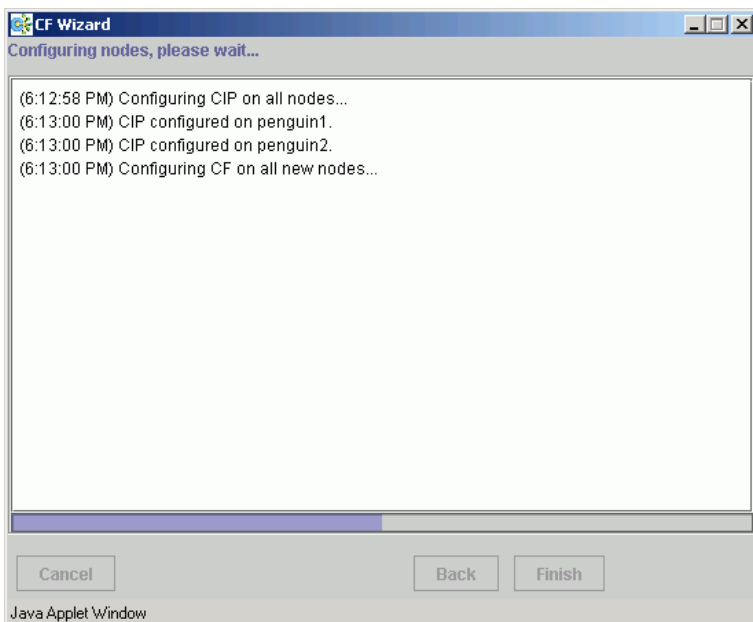 CF Wizard
Configuring nodes, please wait...
(6:12:58 PM) Configuring CIP on all nodes...
(6:13:00 PM) CIP configured on penguin1.
(6:13:00 PM) CIP configured on penguin2.
(6:13:00 PM) Configuring CF on all new nodes...
Cancel Back Finish
Java Applet Window